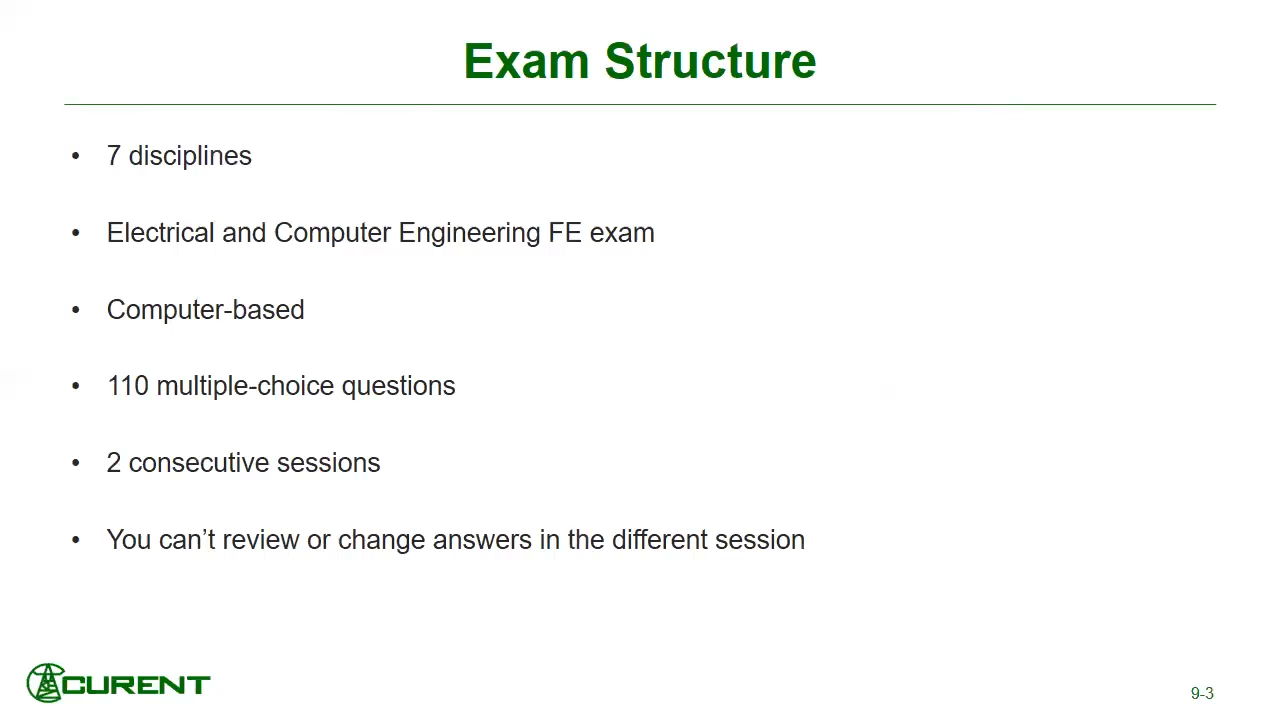 Exam Structure
• 7 disciplines
• Electrical and Computer Engineering FE exam
• Computer-based
• 110 multiple-choice questions
• 2 consecutive sessions
• You can’t review or change answers in the different session
CURENT
9-3